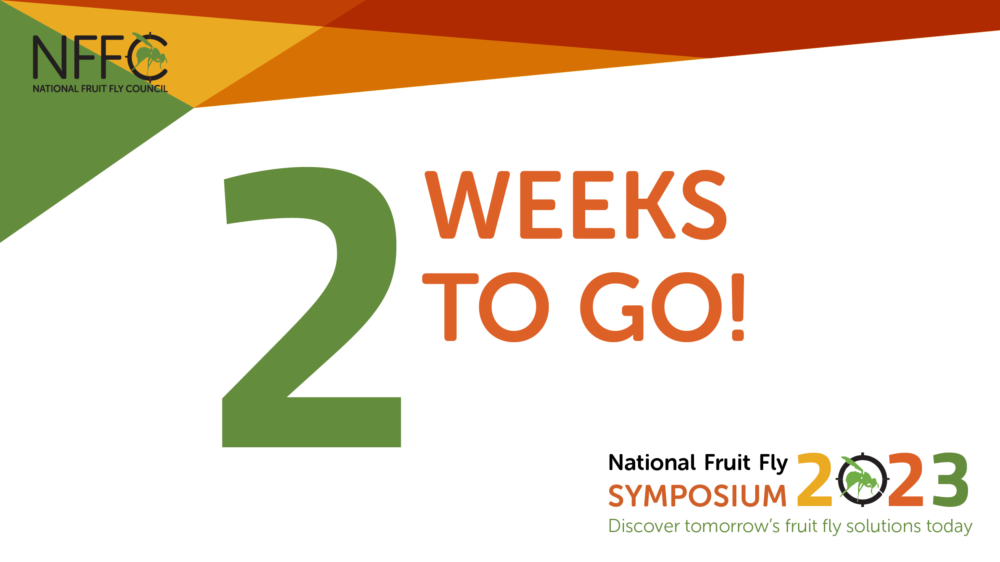 NFFC
NATIONAL FRUIT FLY COUNCIL
2 WEEKS
TO GO!
National Fruit Fly
SYMPOSIUM 2023
Discover tomorrow's fruit fly solutions today